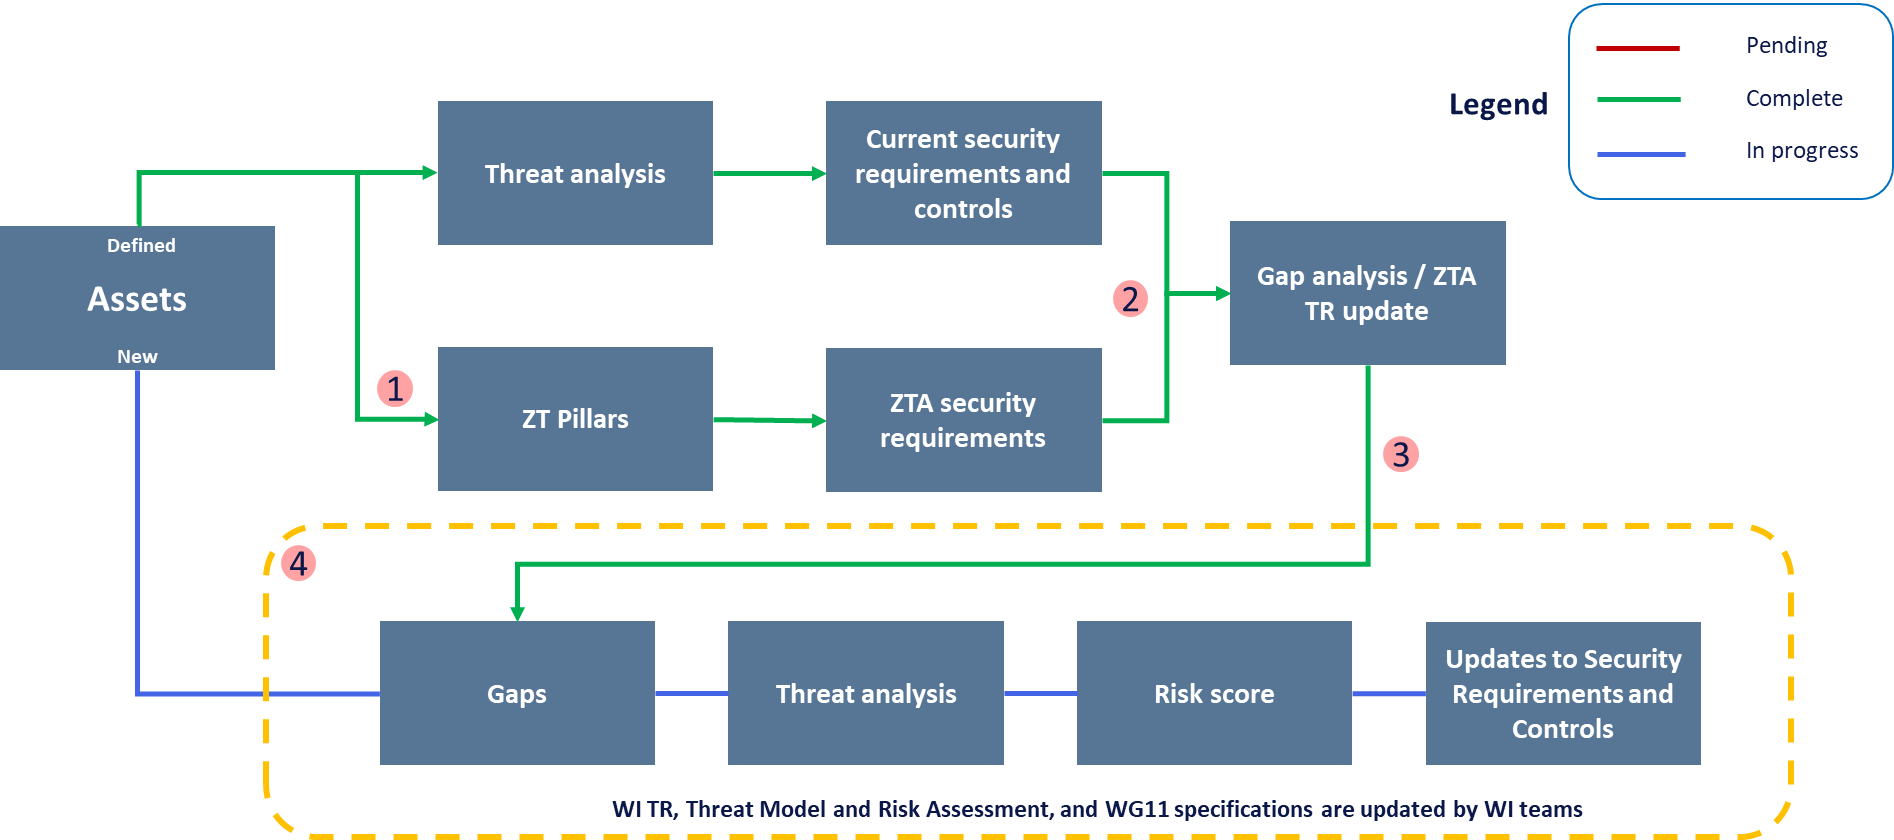 Legend
Pending
Complete
In progress
Defined
Assets
New
Threat analysis
Current security
requirements and
controls
1
ZT Pillars
ZTA security
requirements
2
Gap analysis / ZTA
TR update
3
4
Gaps
Threat analysis
Risk score
Updates to Security
Requirements and
Controls
WI TR, Threat Model and Risk Assessment, and WG11 specifications are updated by WI teams